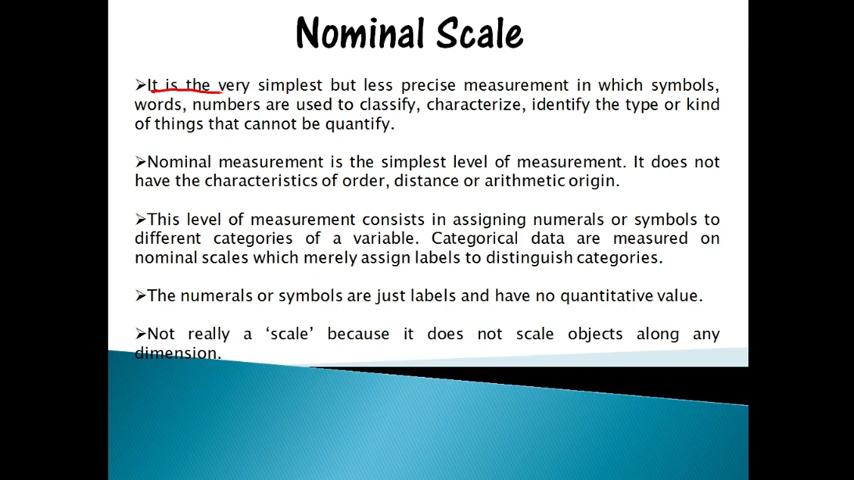 Nominal Scale
➢It is the very simplest but less precise measurement in which symbols,
words, numbers are used to classify, characterize, identify the type or kind
of things that cannot be quantify.
➢Nominal measurement is the simplest level of measurement. It does not
have the characteristics of order, distance or arithmetic origin.
➢This level of measurement consists in assigning numerals or symbols to
different categories of a variable. Categorical data are measured on
nominal scales which merely assign labels to distinguish categories.
➢The numerals or symbols are just labels and have no quantitative value.
➢Not really a ‘scale’ because it does not scale objects along any
dimension.